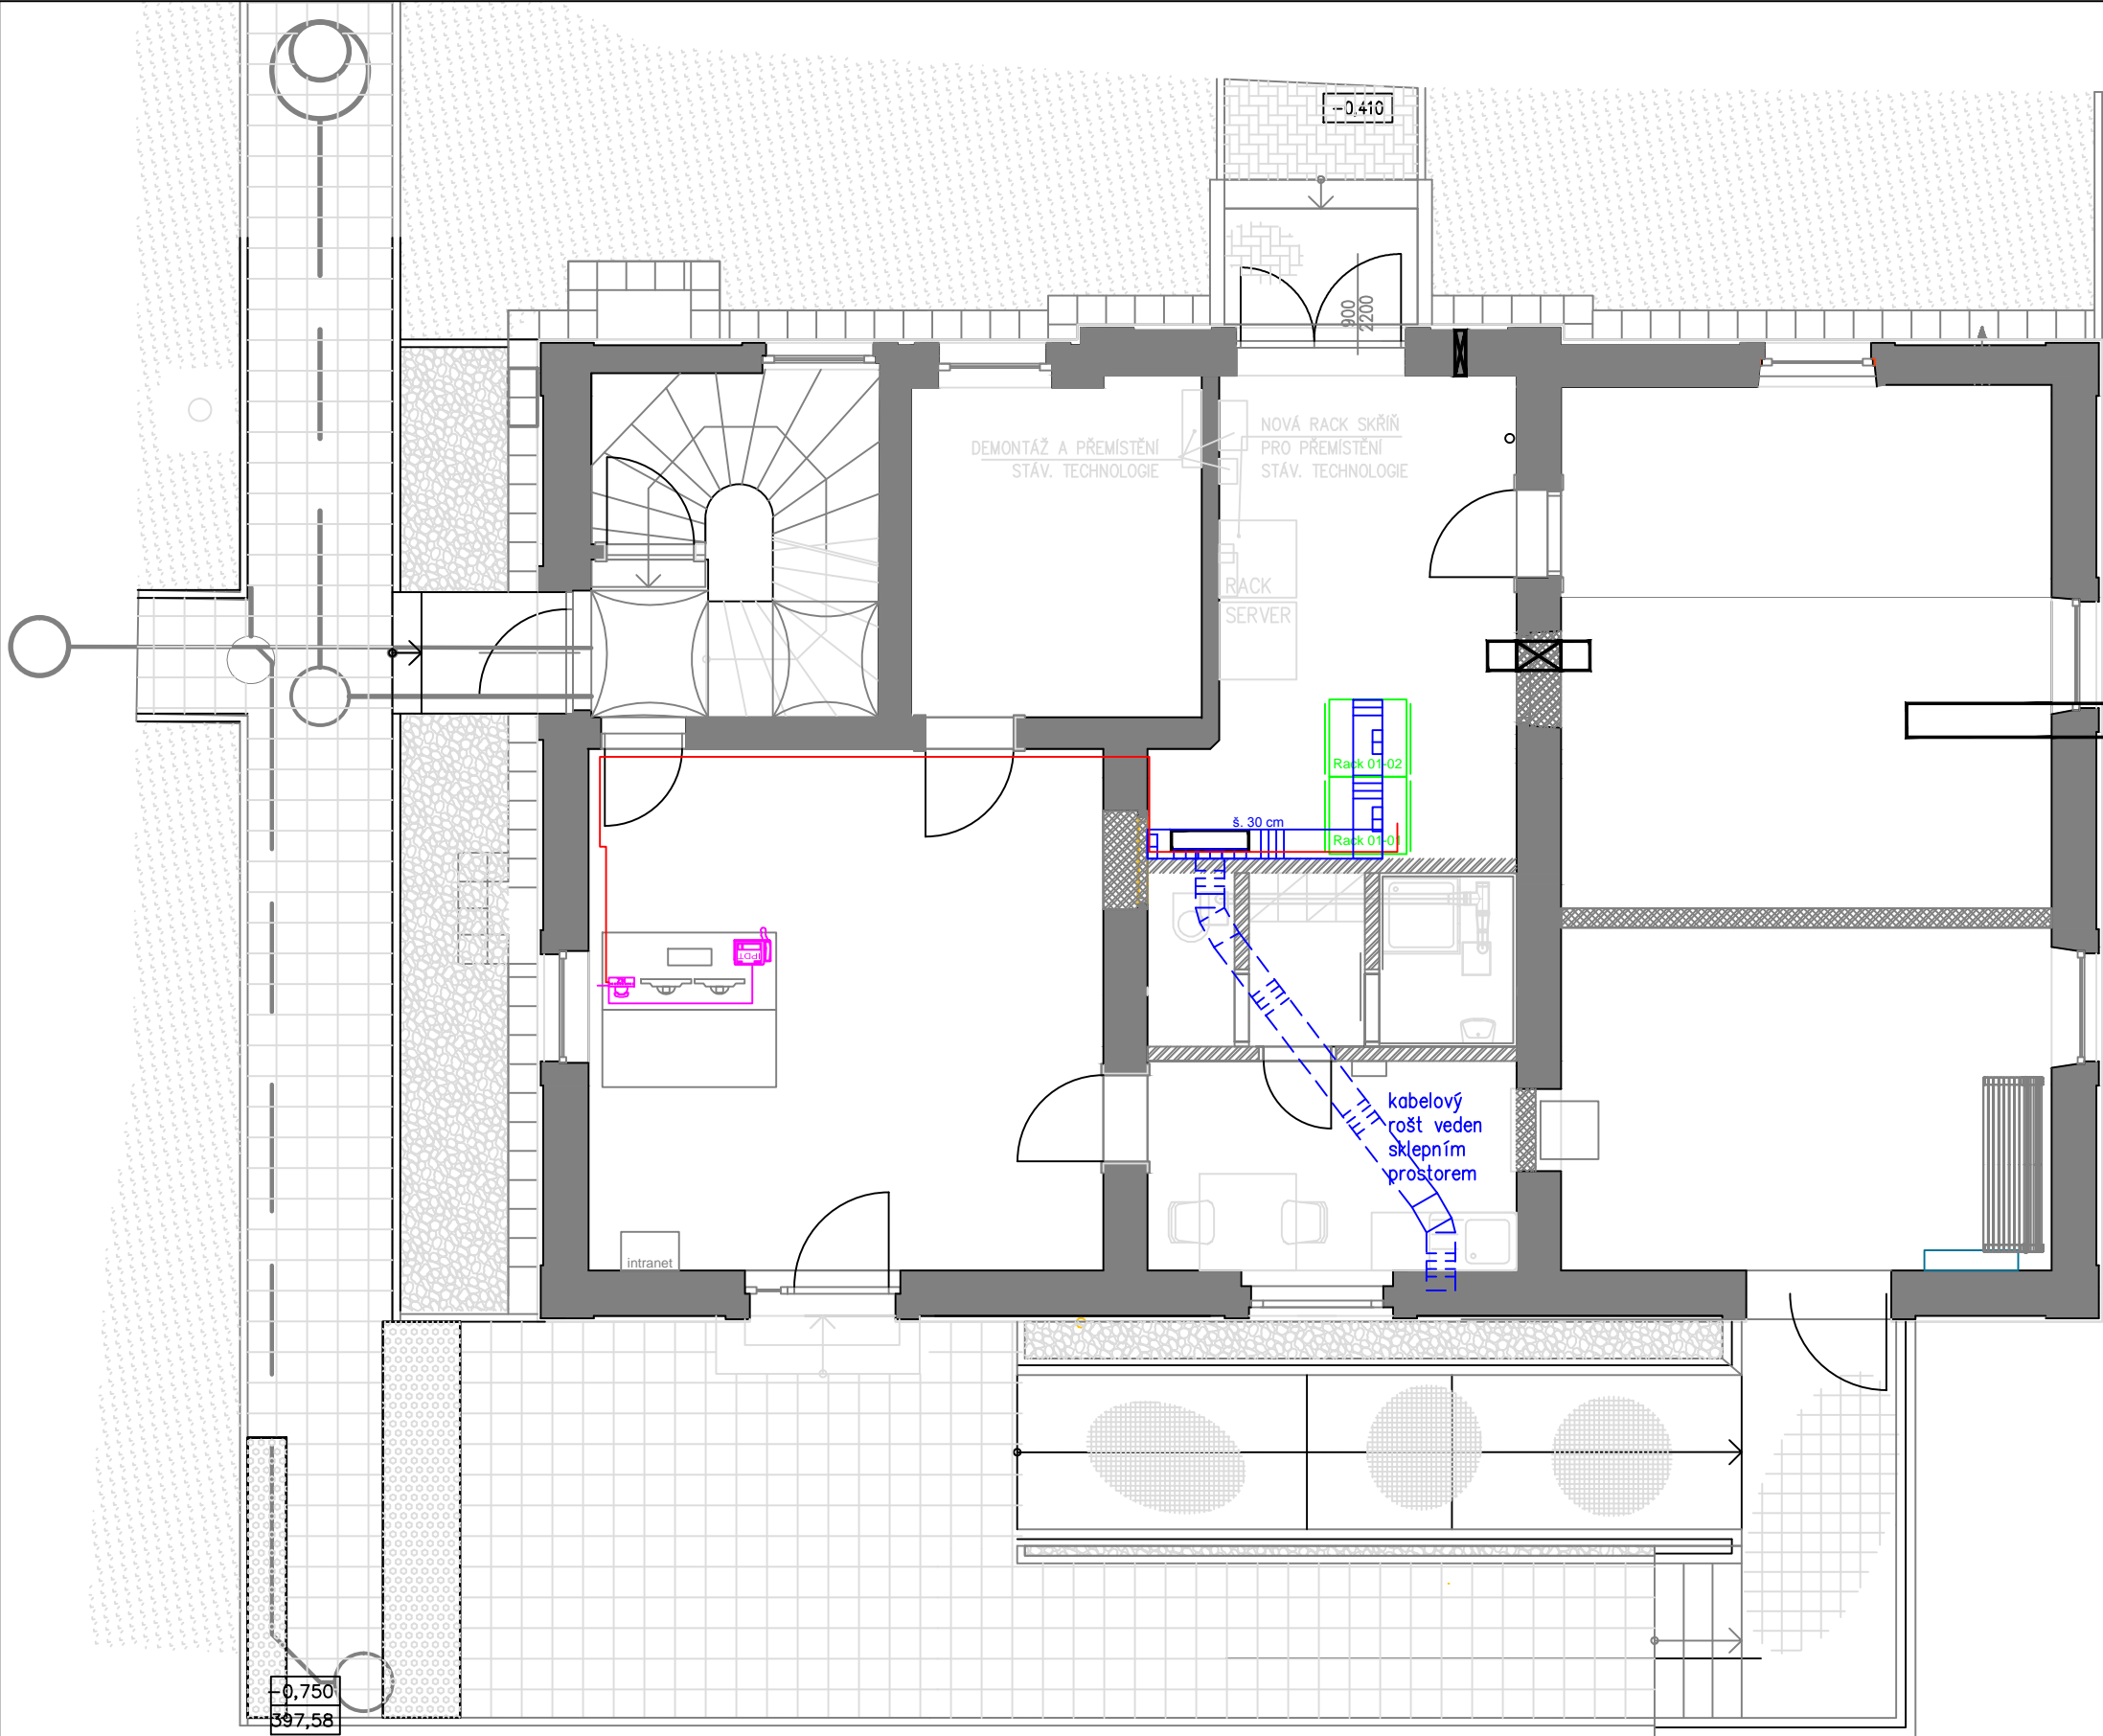 -0,410
900
2200
DEMONTÁŽ A PŘEMÍSTĚNÍ
STÁV. TECHNOLOGIE
NOVÁ RACK SKŘÍŇ
PRO PŘEMÍSTĚNÍ
STÁV. TECHNOLOGIE
RACK
SERVER
Rack 01-02
š. 30 cm
Rack 01-01
IPDT
kabelový
rošt veden
sklepním
prostorem
intranet
-0,750
397,58